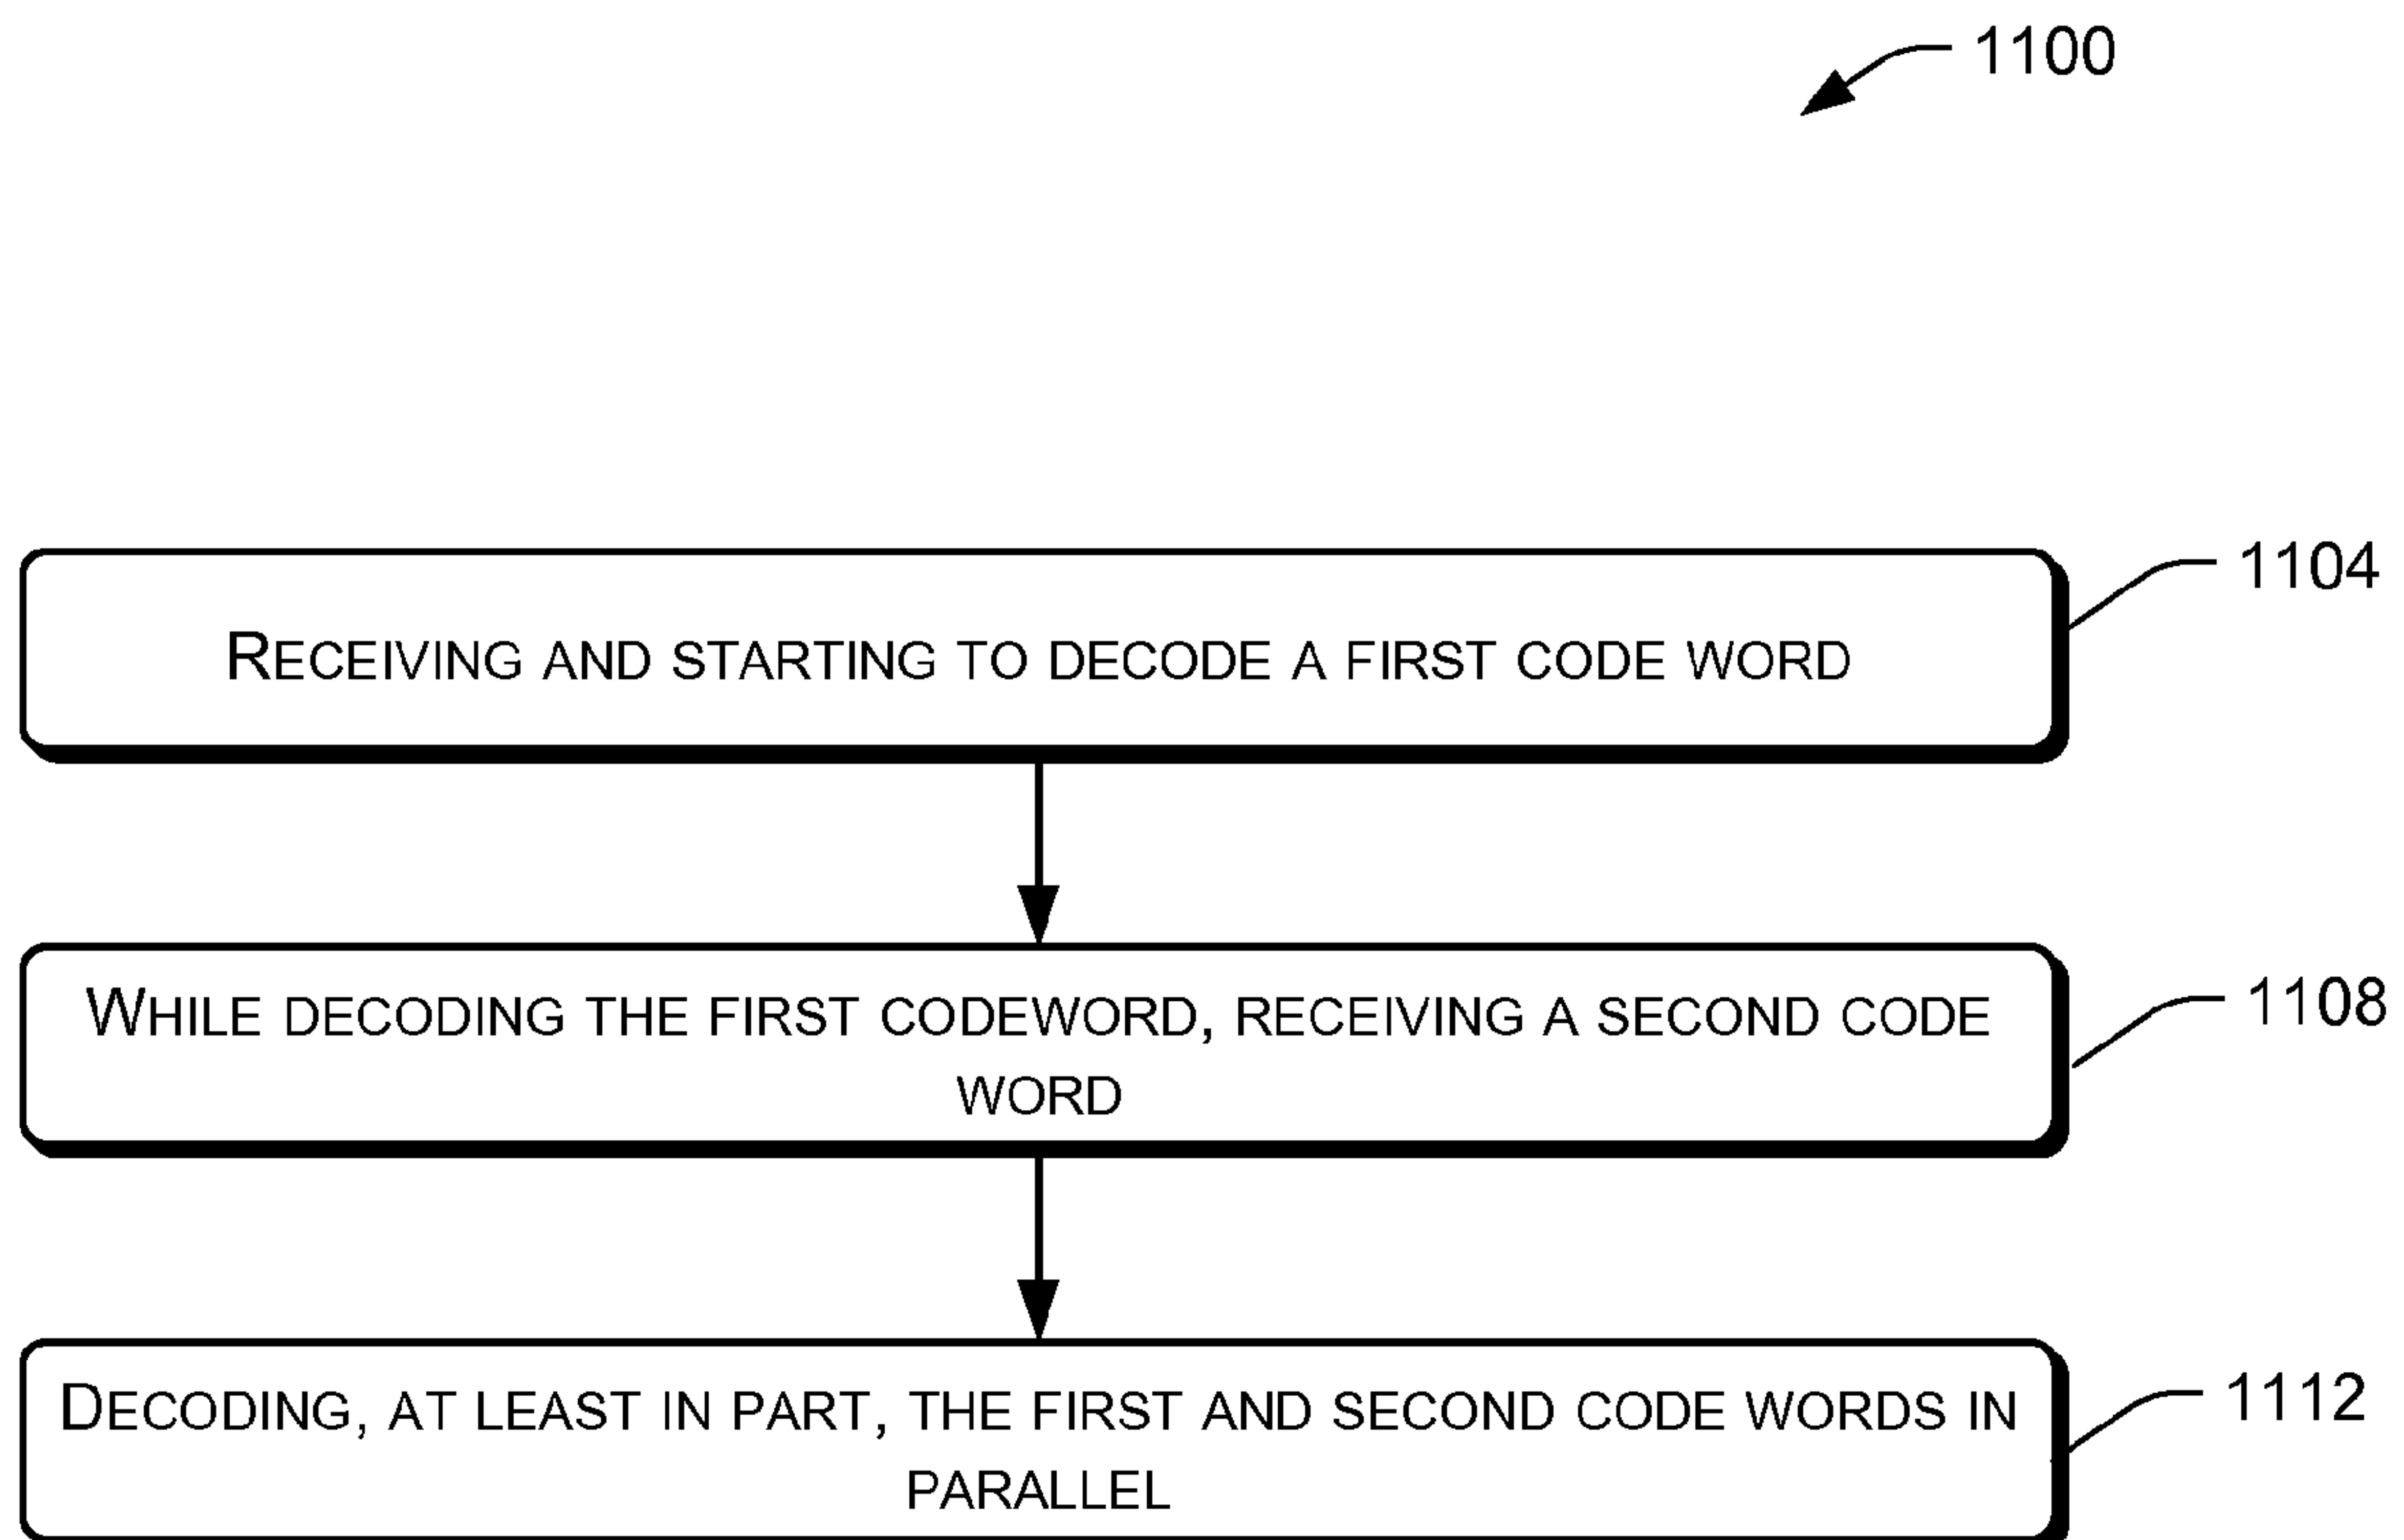 1100
1104
RECEIVING AND STARTING TO DECODE A FIRST CODE WORD
1108
WHILE DECODING THE FIRST CODEWORD, RECEIVING A SECOND CODE
WORD
1112
DECODING, AT LEAST IN PART, THE FIRST AND SECOND CODE WORDS IN
PARALLEL